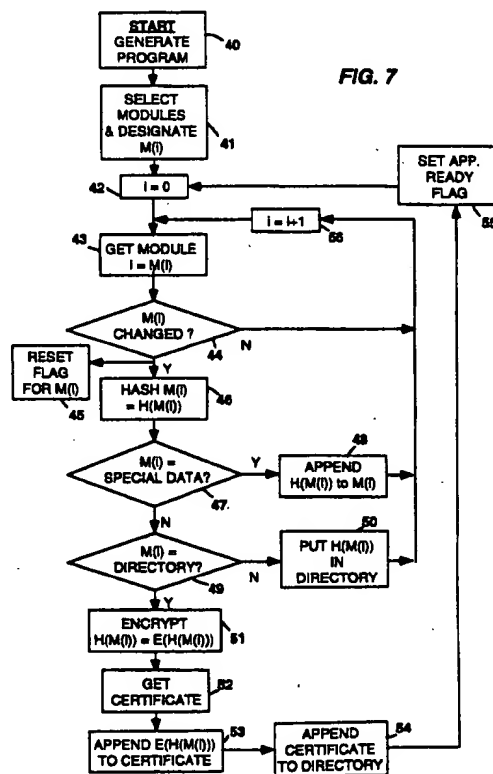 START
GENERATE
PROGRAM
40
FIG. 7
SELECT
MODULES
& DESIGNATE
M(I)
41
SET APP.
READY
FLAG
55
42
I = 0
I = I+1
56
43
GET MODULE
I = M(I)
M(I)
CHANGED ?
44
N
RESET
FLAG
FOR M(I)
45
Y
HASH M(I)
= H(M(I))
46
M(I) =
SPECIAL DATA?
47
Y
48
APPEND
H(M(I)) to M(I)
N
M(I) =
DIRECTORY?
49
N
50
PUT H(M(I))
IN
DIRECTORY
Y
ENCRYPT
H(M(I)) = E(H(M(I)))
51
GET
CERTIFICATE
52
APPEND E(H(M(I)))
TO CERTIFICATE
53
APPEND
CERTIFICATE
TO DIRECTORY
54